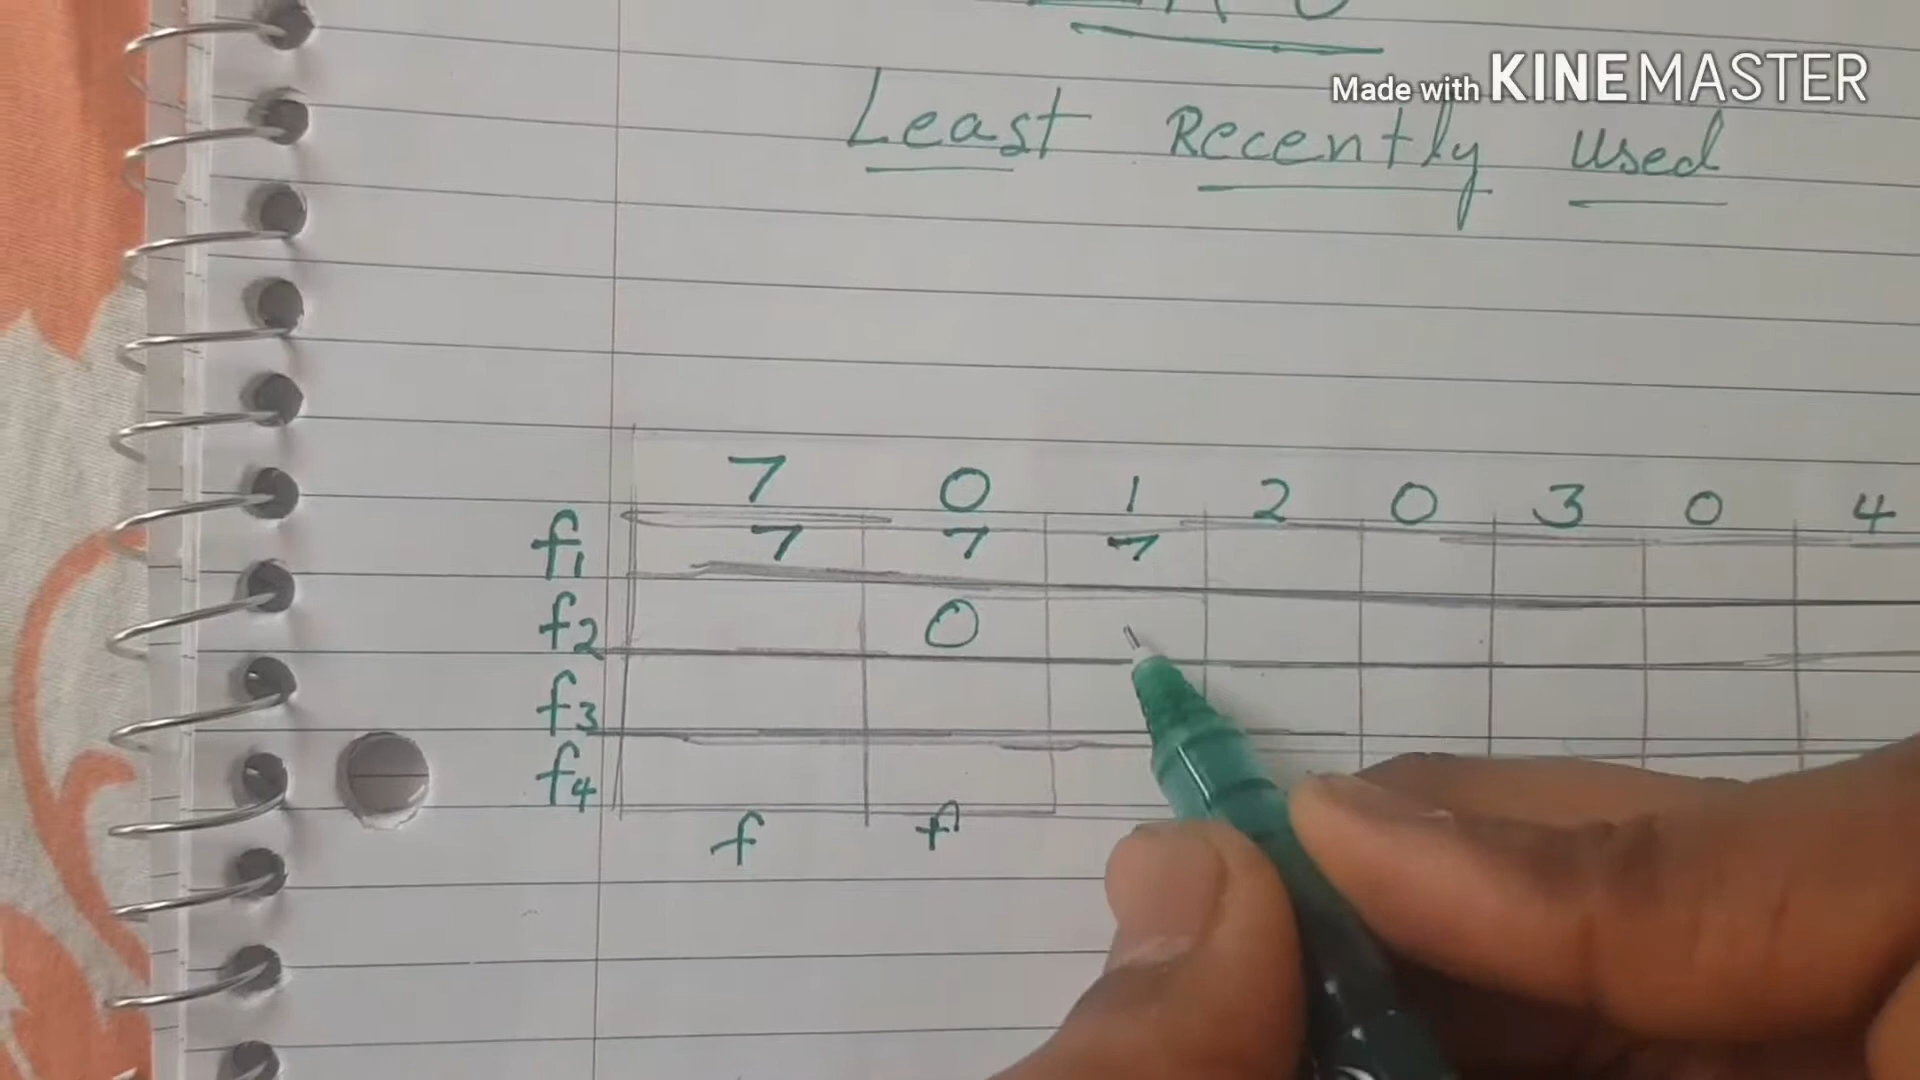 Made with KINEMASTER
Least Recently Used
7 0 1 2 0 3 0 4
f1 7 7 7
f2 0
f3
f4
f f